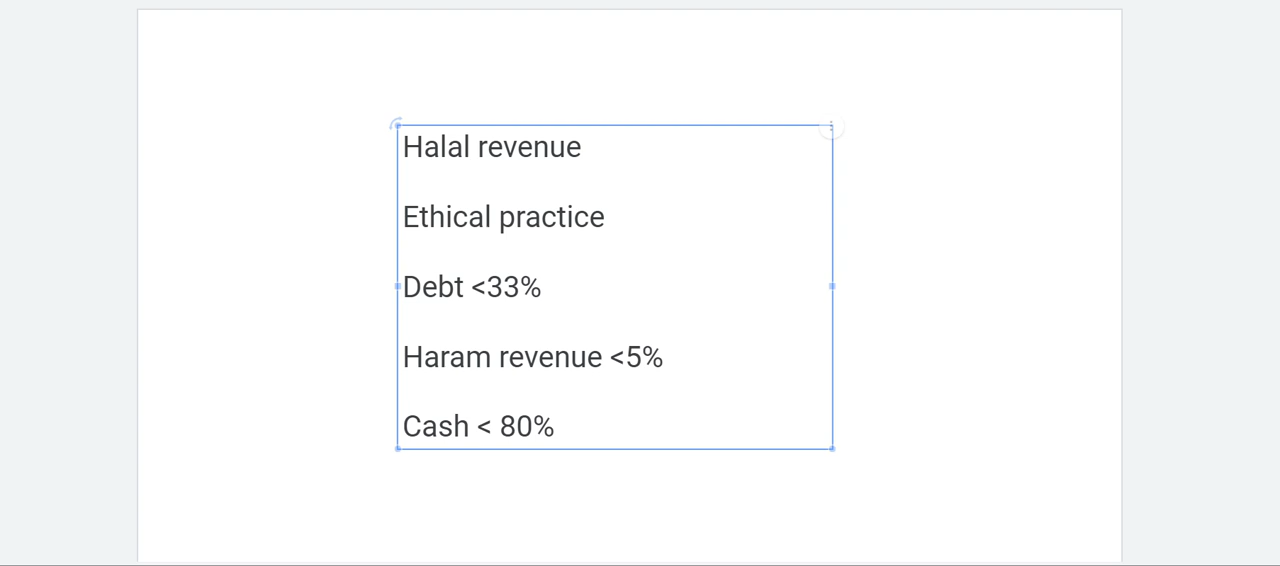 Halal revenue
Ethical practice
Debt <33%
Haram revenue <5%
Cash < 80%